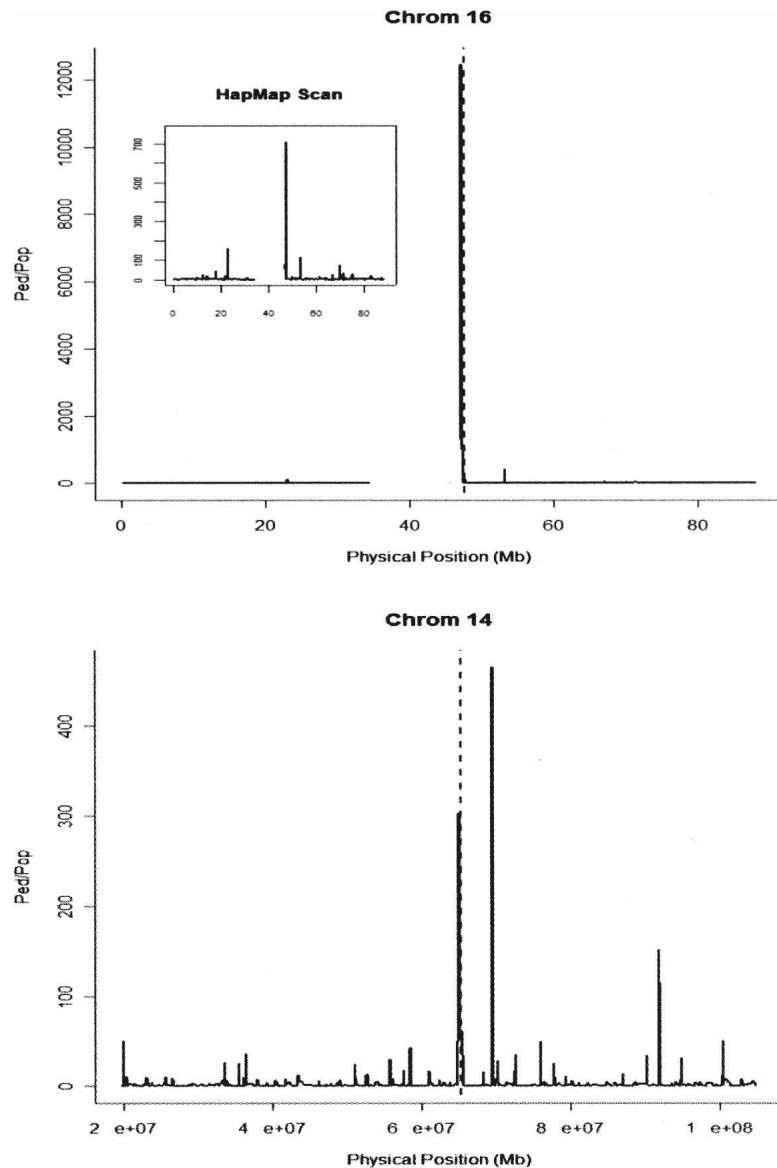 Chrom 16
12000
10000
8000
6000
4000
2000
0
Ped/Pop
HapMap Scan
700
500
300
100
0
0 20 40 60 80
0 20 40 60 80
Physical Position (Mb)
Chrom 14
400
300
200
100
0
Ped/Pop
2 e+07 4 e+07 6 e+07 8 e+07 1 e+08
Physical Position (Mb)